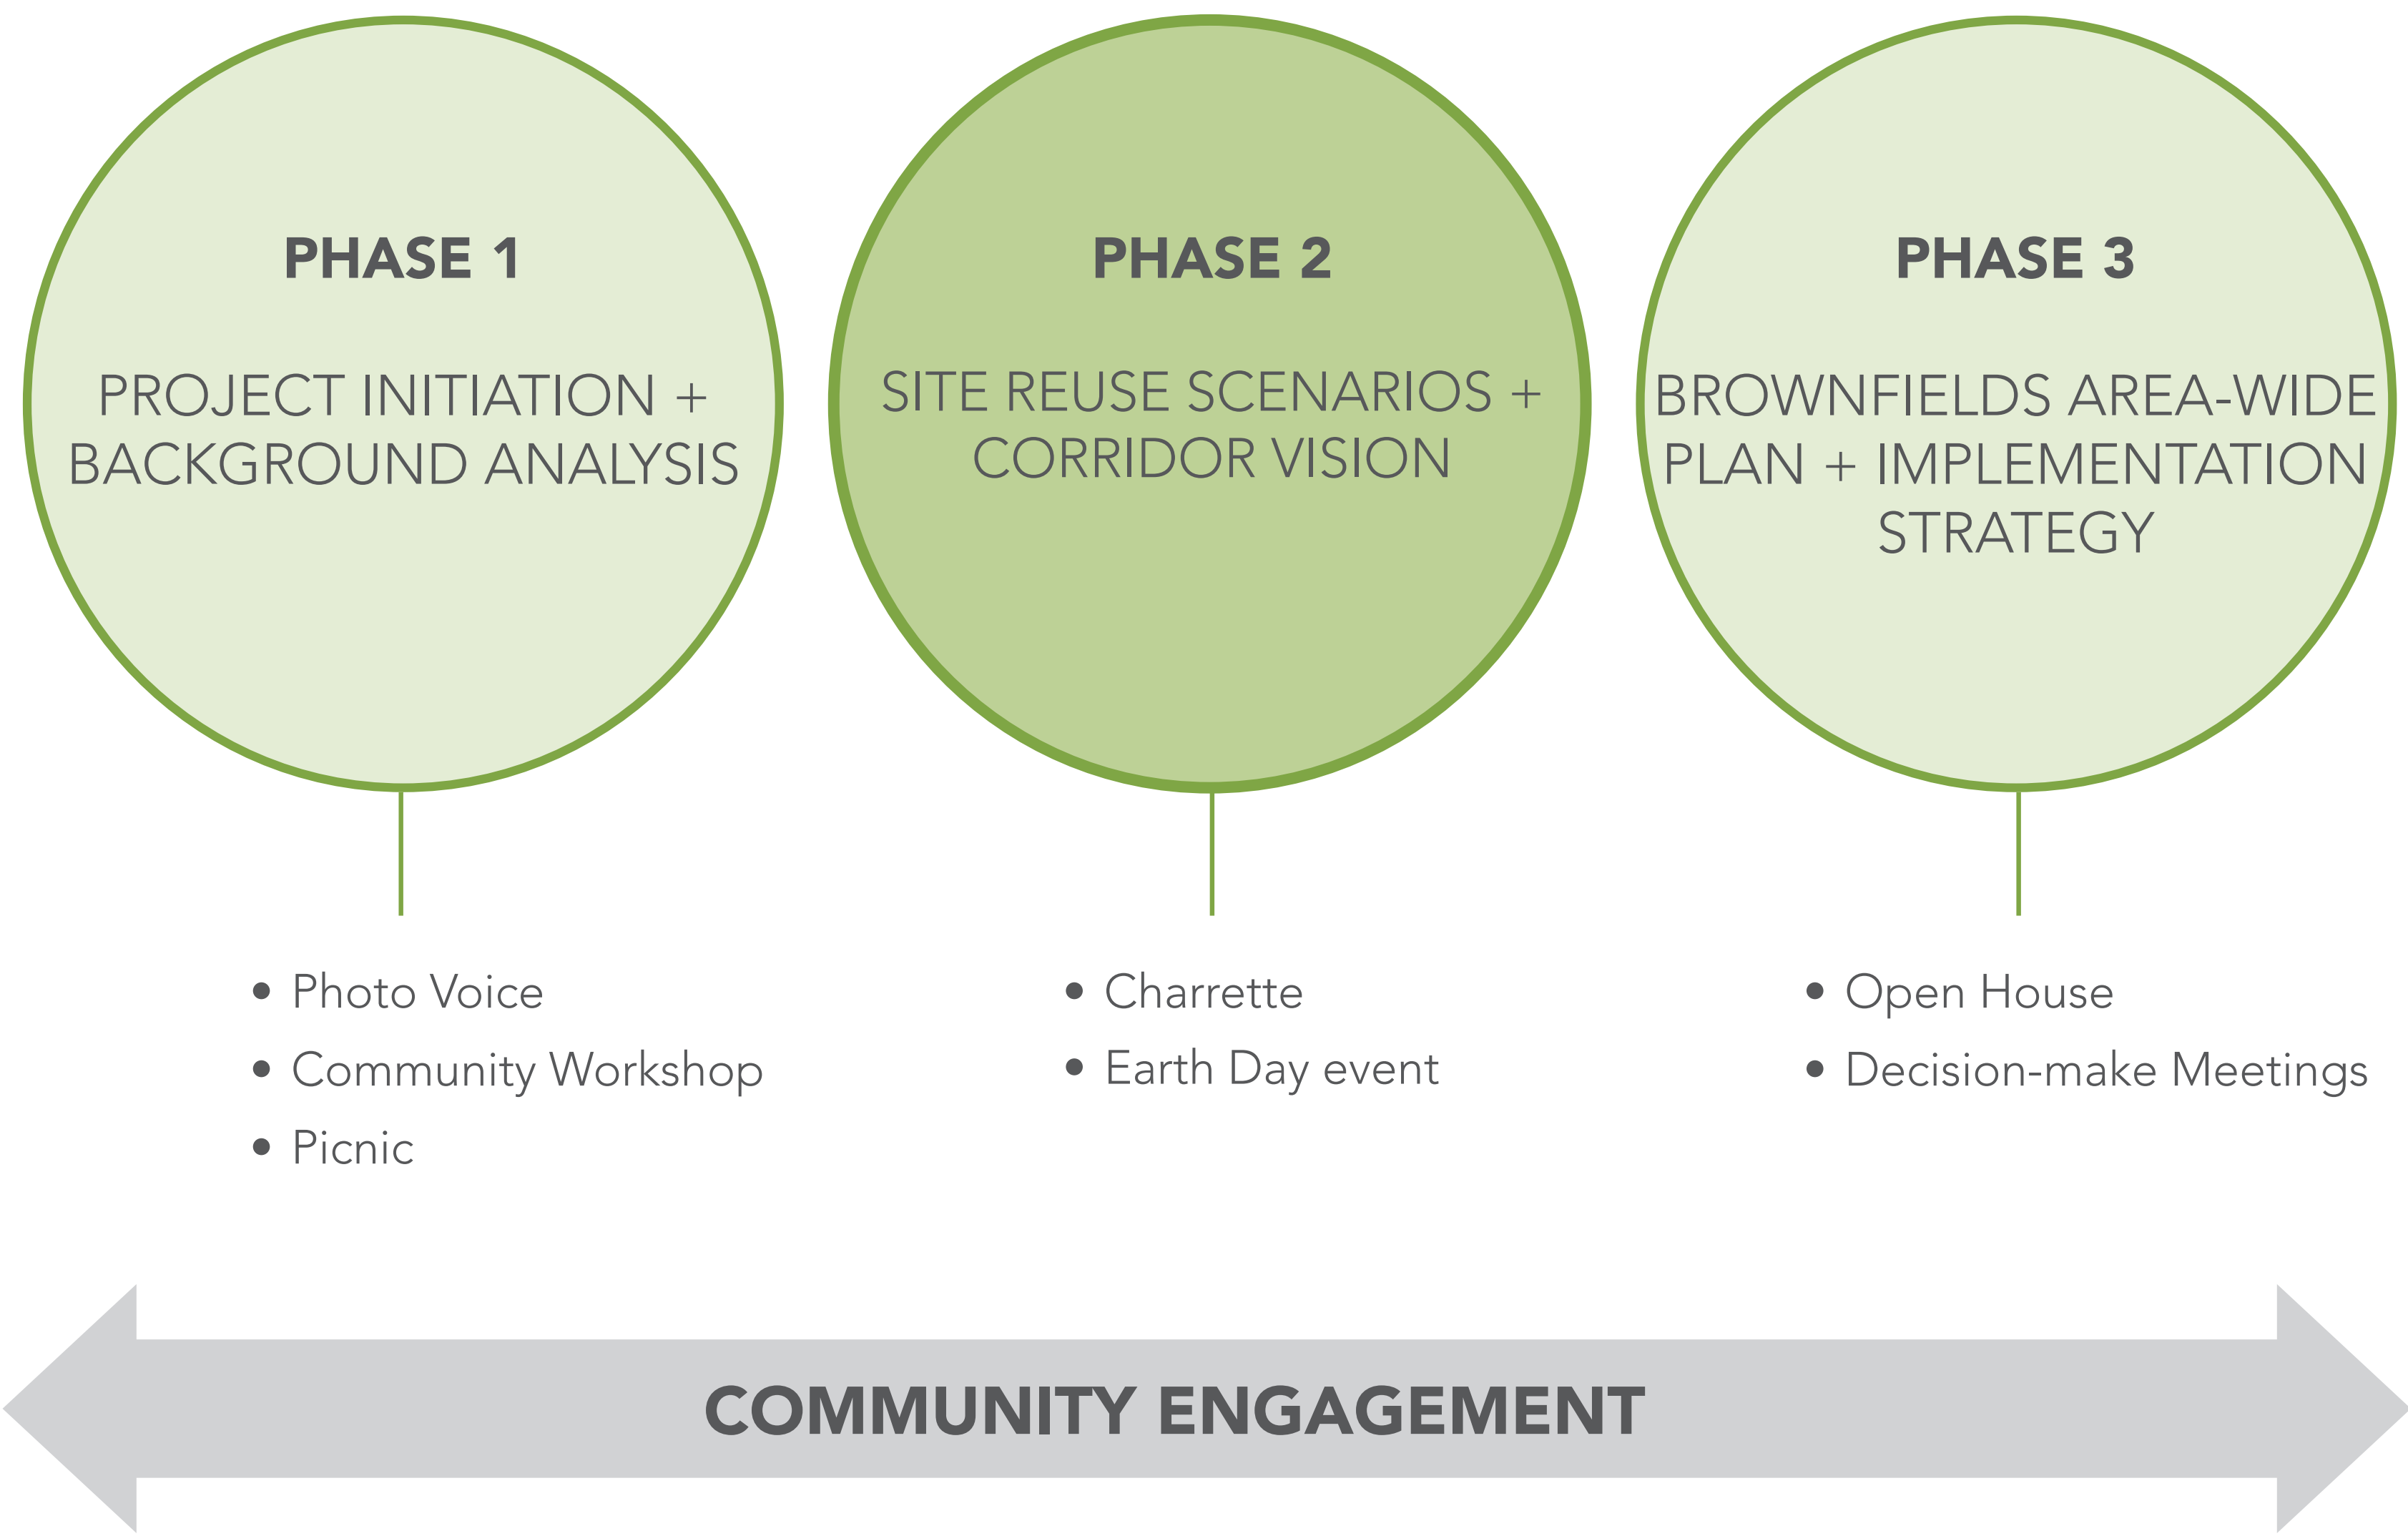 PHASE 1
PROJECT INITIATION +
BACKGROUND ANALYSIS
PHASE 2
SITE REUSE SCENARIOS +
CORRIDOR VISION
PHASE 3
BROWNFIELDS AREA-WIDE
PLAN + IMPLEMENTATION
STRATEGY
• Photo Voice
• Community Workshop
• Picnic
• Charrette
• Earth Day event
• Open House
• Decision-make Meetings
COMMUNITY ENGAGEMENT